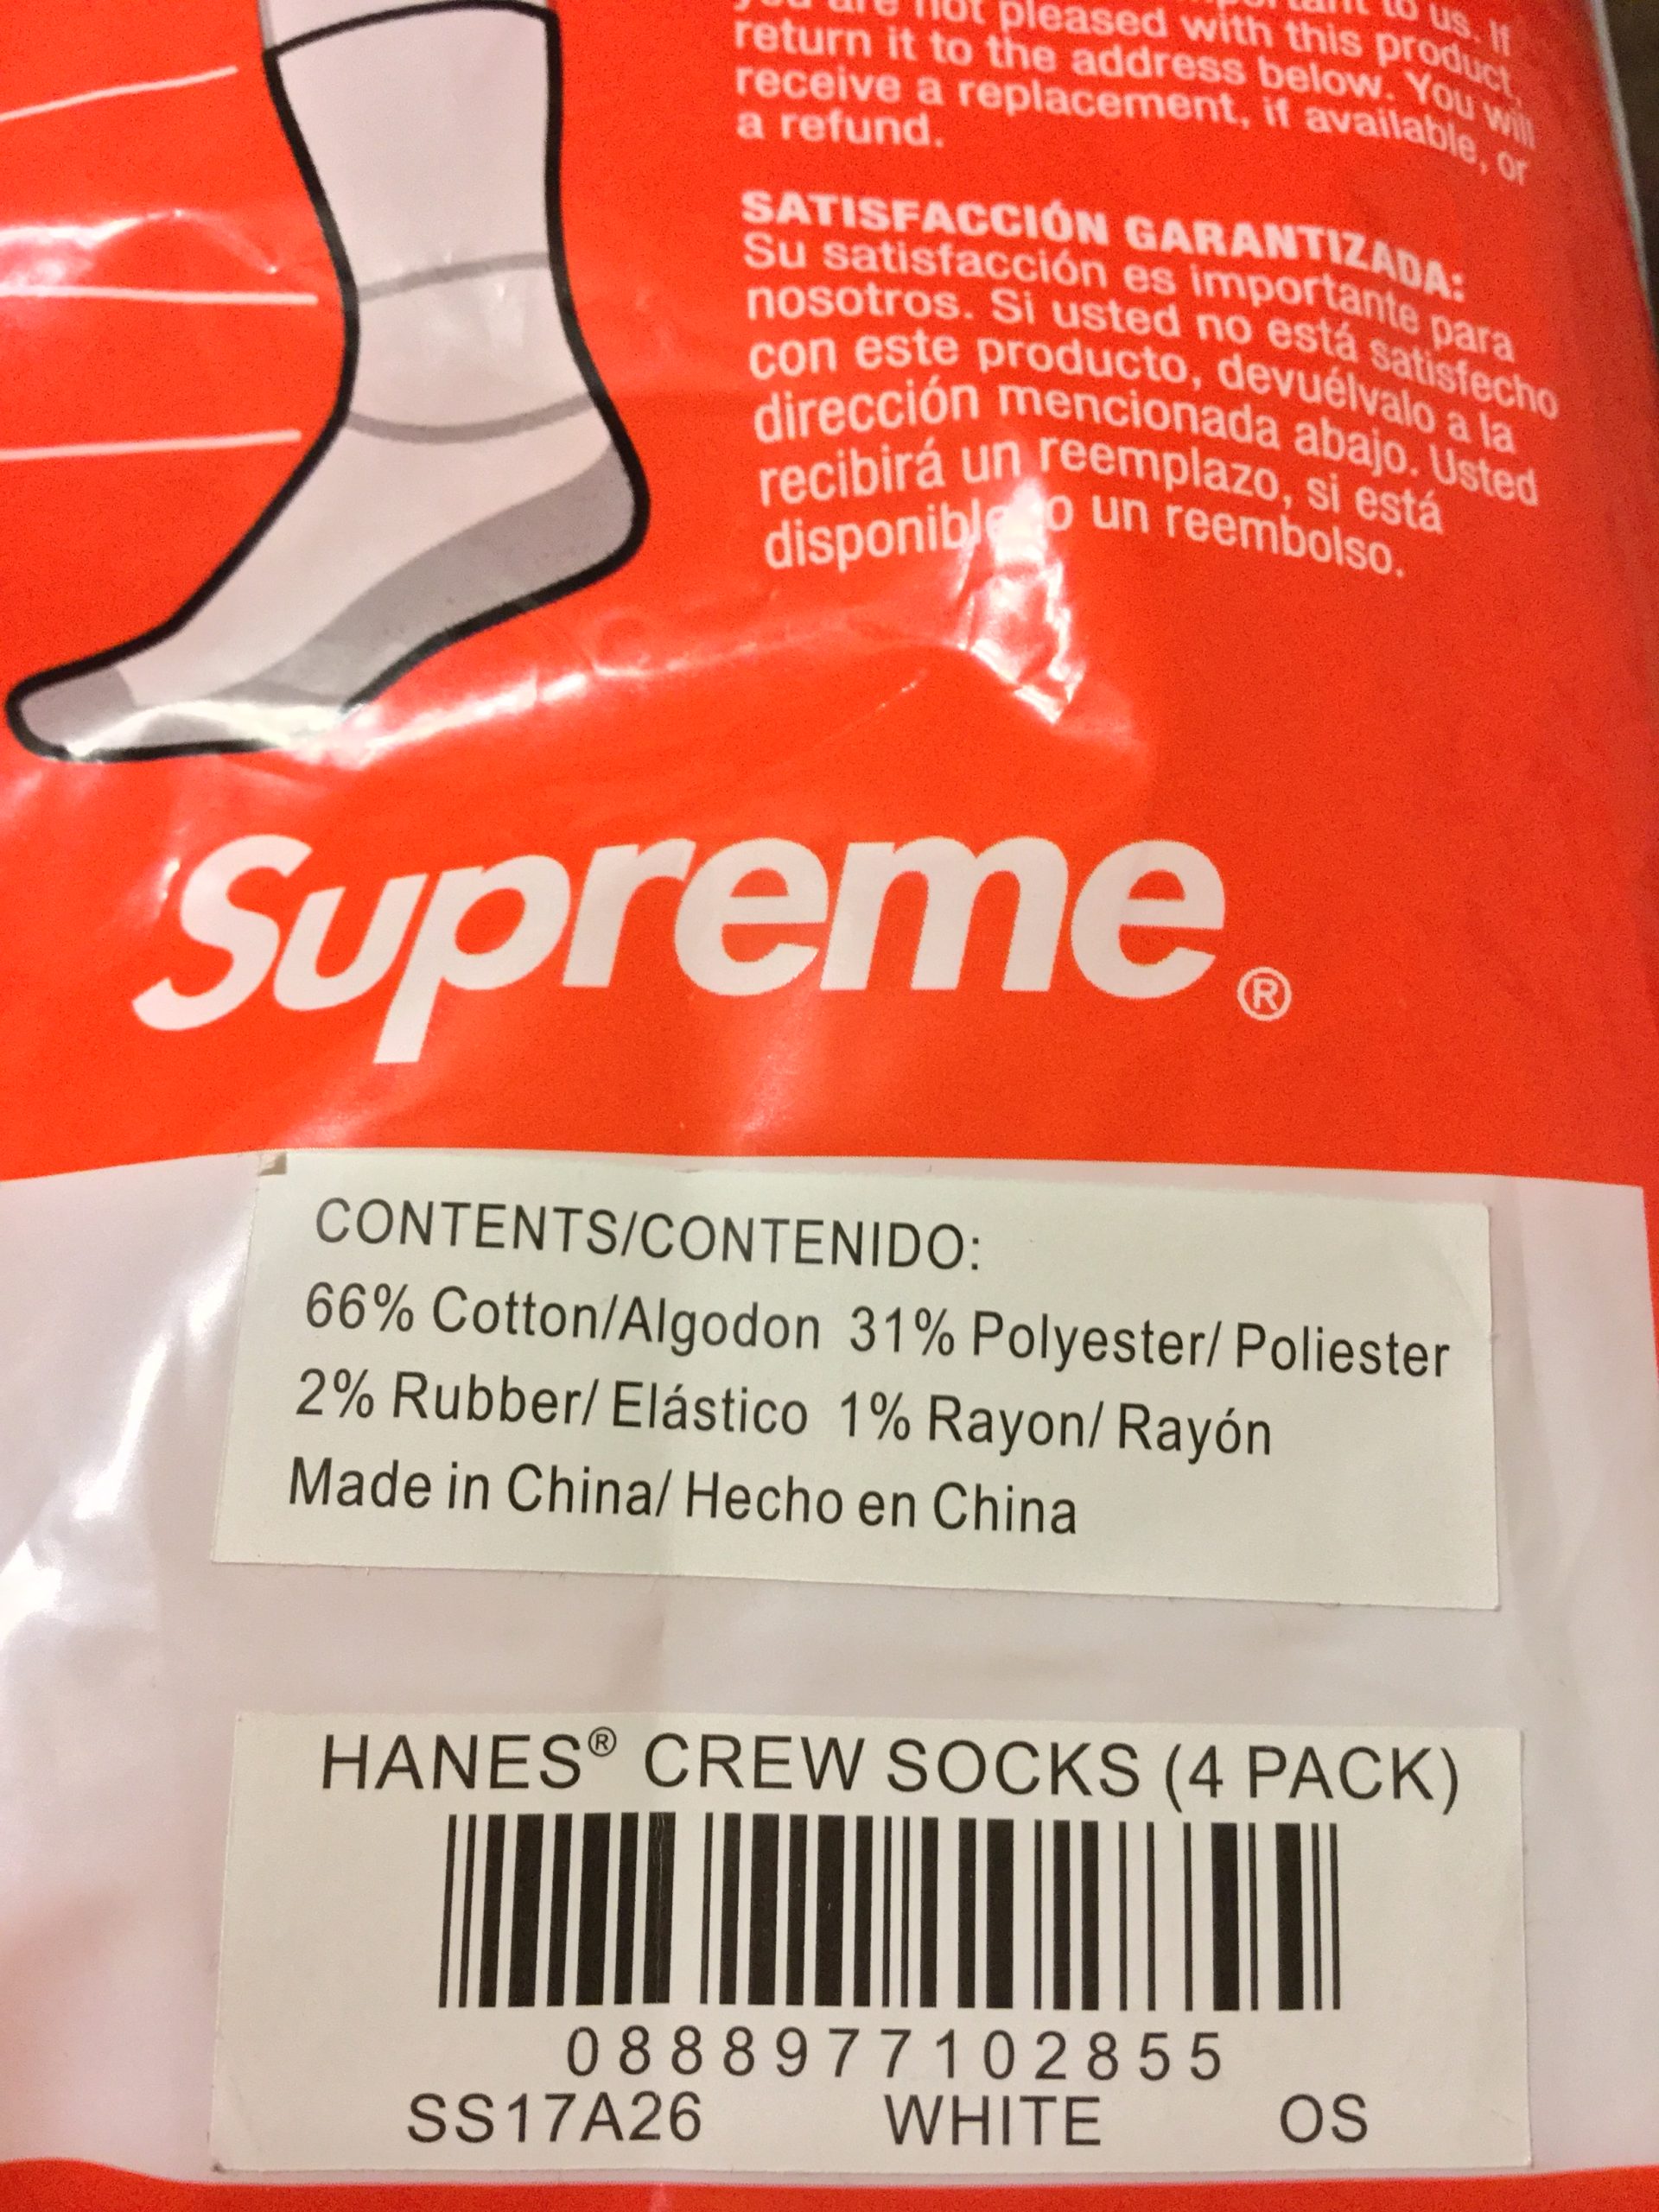 you are not pleased with this product,
return it to the address below. You will
receive a replacement, if available, or
a refund.
SATISFACCIÓN GARANTIZADA:
Su satisfacción es importante para
nosotros. Si usted no está satisfecho
con este producto, devuélvalo a la
dirección mencionada abajo. Usted
recibirá un reemplazo, si está
disponible o un reembolso.
Supreme®
CONTENTS/CONTENIDO:
66% Cotton/Algodon 31% Polyester/ Poliester
2% Rubber/ Elástico 1% Rayon/ Rayón
Made in China/ Hecho en China
HANES® CREW SOCKS (4 PACK)
0888977102855
SS17A26 WHITE OS